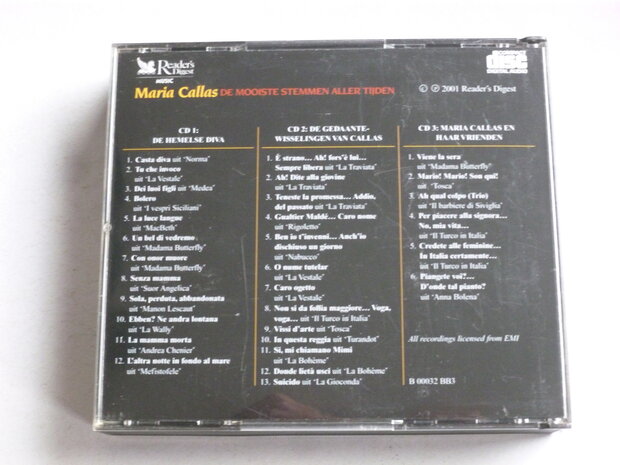 Reader's
Digest
MUSIC
Maria Callas DE MOOISTE STEMMEN ALLER TIJDEN
© ℗ 2001 Reader's Digest
COMPACT
disc
DIGITAL AUDIO
CD 1:
DE HEMELSE DIVA
1. Casta diva uit 'Norma'
2. Tu che invoco
uit 'La Vestale'
3. Dei tuoi figli uit 'Medea'
4. Bolero
uit 'I vespri Siciliani'
5. La luce langue
uit 'MacBeth'
6. Un bel di vedremo
uit 'Madama Butterfly'
7. Con onor muore
uit 'Madama Butterfly'
8. Senza mamma
uit 'Suor Angelica'
9. Sola, perduta, abbandonata
uit 'Manon Lescaut'
10. Ebben? Ne andra lontana
uit 'La Wally'
11. La mamma morta
uit 'Andrea Chenier'
12. L'altra notte in fondo al mare
uit 'Mefistofele'
CD 2: DE GEDAANTE-
WISSELINGEN VAN CALLAS
1. È strano... Ah! fors'è lui...
Sempre libera uit 'La Traviata'
2. Ah! Dite alla giovine
uit 'La Traviata'
3. Teneste la promessa... Addio,
del passato uit 'La Traviata'
4. Gualtier Maldé... Caro nome
uit 'Rigoletto'
5. Ben io t'invenni... Anch'io
dischiuso un giorno
uit 'Nabucco'
6. O nume tutelar
uit 'La Vestale'
7. Caro ogetto
uit 'La Vestale'
8. Non si da follia maggiore... Voga,
voga... uit 'Il Turco in Italia'
9. Vissi d'arte uit 'Tosca'
10. In questa reggia uit 'Turandot'
11. Si, mi chiamano Mimi
uit 'La Bohème'
12. Donde lietà usci uit 'La Bohème'
13. Suicido uit 'La Gioconda'
CD 3: MARIA CALLAS EN
HAAR VRIENDEN
1. Viene la sera
uit 'Madama Butterfly'
2. Mario! Mario! Son qui!
uit 'Tosca'
3. Ah qual colpo (Trio)
uit 'Il barbiere di Siviglia'
4. Per piacere alla signora...
No, mia vita...
uit 'Il Turco in Italia'
5. Credete alle feminine...
In Italia certamente...
uit 'Il Turco in Italia'
6. Piangete voi?...
D'onde tal pianto?
uit 'Anna Bolena'
All recordings licensed from EMI
B 00032 BB3